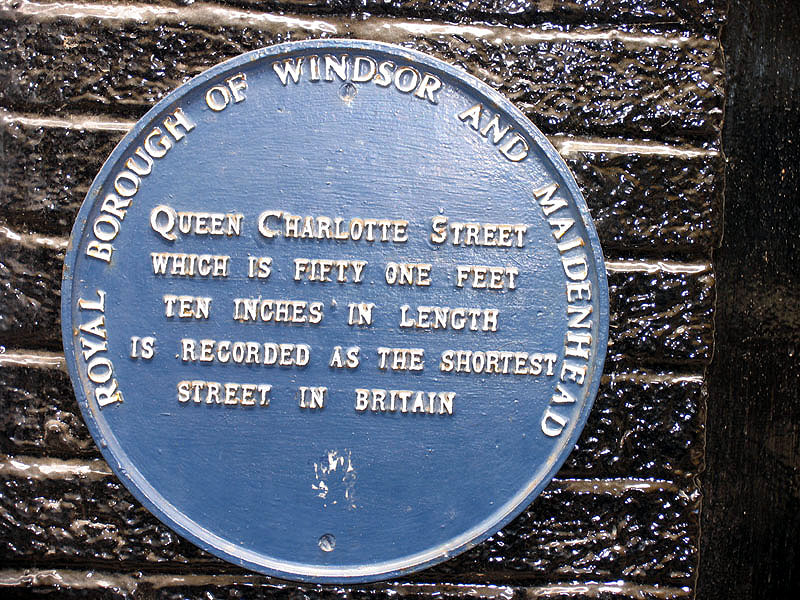 ROYAL BOROUGH OF WINDSOR AND MAIDENHEAD
QUEEN CHARLOTTE STREET
WHICH IS FIFTY ONE FEET
TEN INCHES IN LENGTH
IS RECORDED AS THE SHORTEST
STREET IN BRITAIN